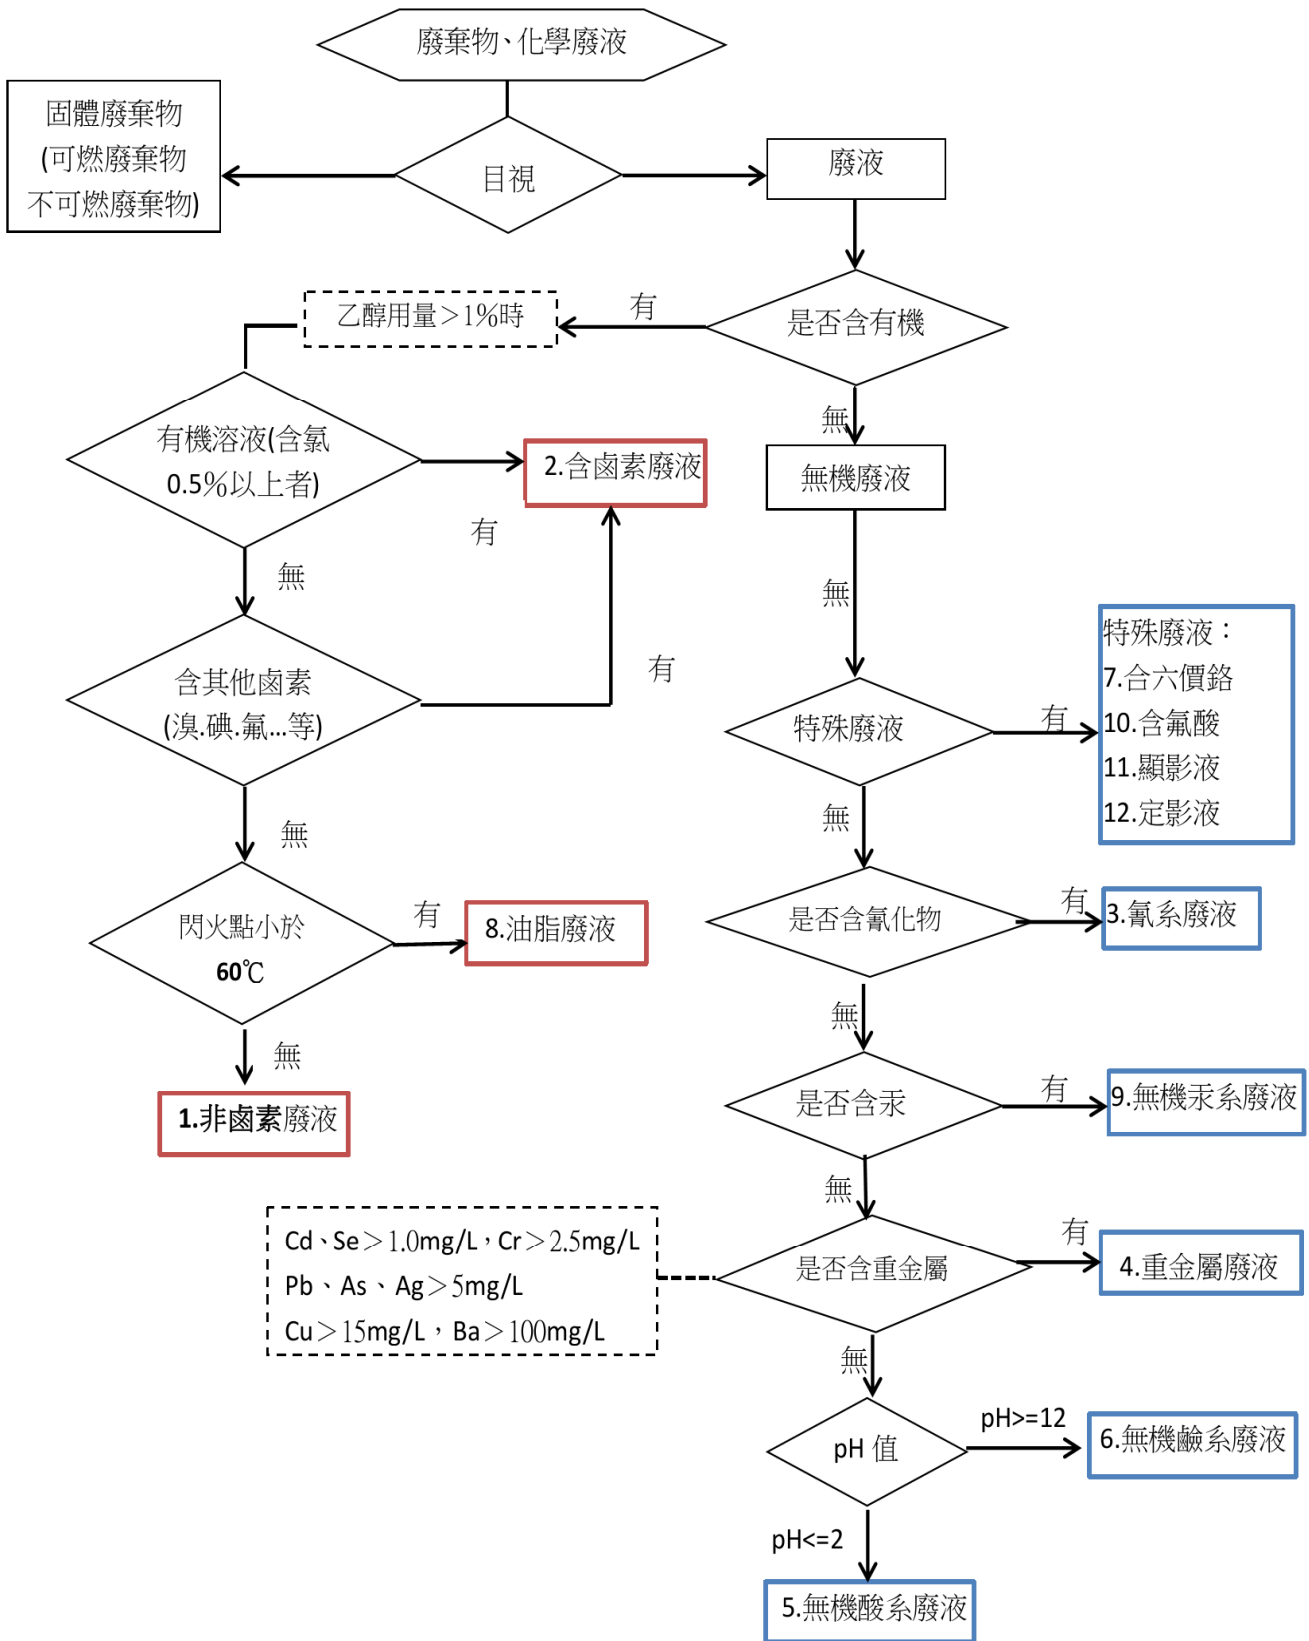 廢棄物、化學廢液
固體廢棄物
(可燃廢棄物
不可燃廢棄物)
目視
廢液
乙醇用量＞1%時
有
是否含有機
無
有機溶液(含氯
0.5%以上者)
2.含鹵素廢液
無機廢液
有
無
無
含其他鹵素
(溴.碘.氟...等)
有
特殊廢液
有
特殊廢液：
7.合六價鉻
10.含氟酸
11.顯影液
12.定影液
無
無
閃火點小於
60℃
有
8.油脂廢液
是否含氰化物
有
3.氰系廢液
無
無
1.非鹵素廢液
是否含汞
有
9.無機汞系廢液
無
Cd、Se＞1.0mg/L，Cr＞2.5mg/L
Pb、As、Ag＞5mg/L
Cu＞15mg/L，Ba＞100mg/L
是否含重金屬
有
4.重金屬廢液
無
pH 值
pH>=12
6.無機鹼系廢液
pH<=2
5.無機酸系廢液